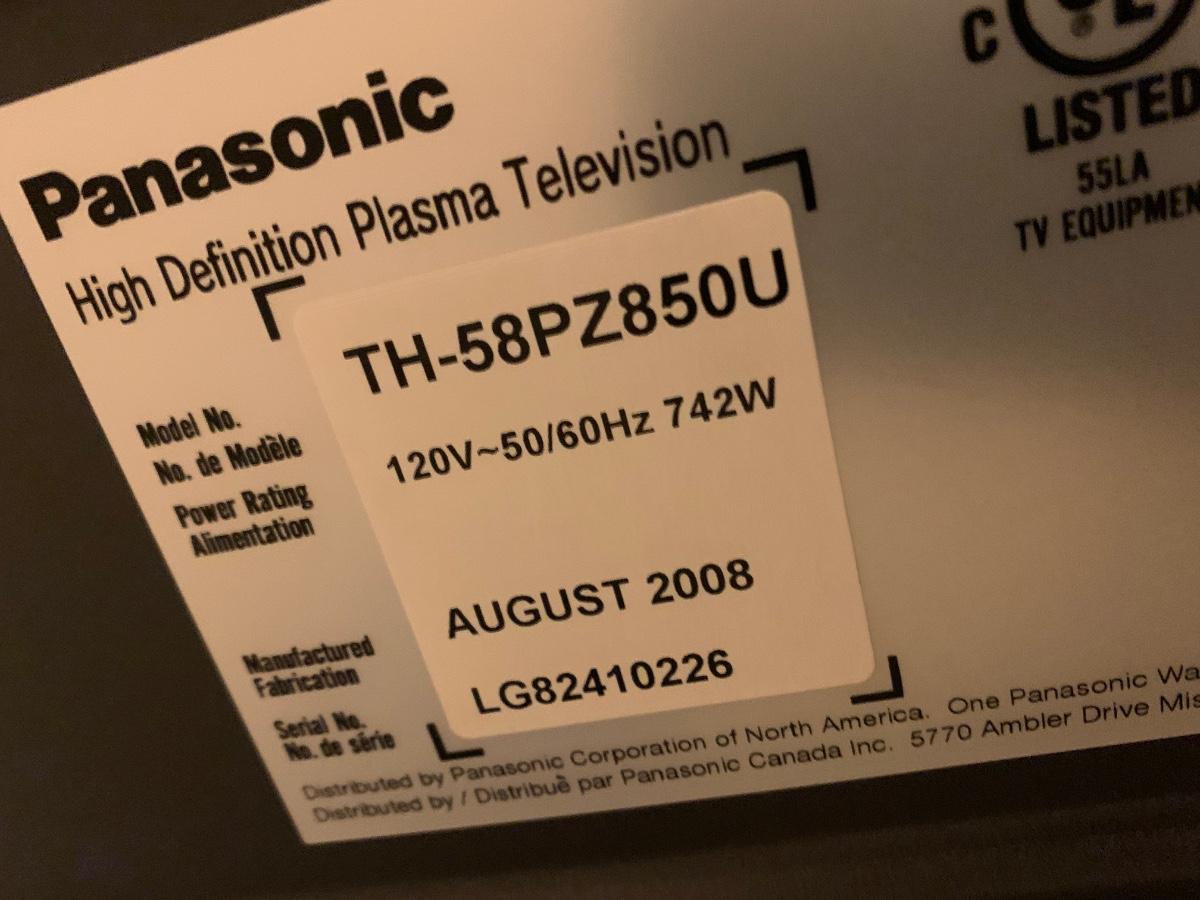 Panasonic
High Definition Plasma Television
C UL
LISTED
55LA
TV EQUIPMEN
Model No.
No. de Modèle
TH-58PZ850U
Power Rating
Alimentation
120V~50/60Hz 742W
Manufactured
Fabrication
AUGUST 2008
Serial No.
No. de série
LG82410226
Distributed by Panasonic Corporation of North America. One Panasonic Wa
Distributed by / Distribuè par Panasonic Canada Inc. 5770 Ambler Drive Mis